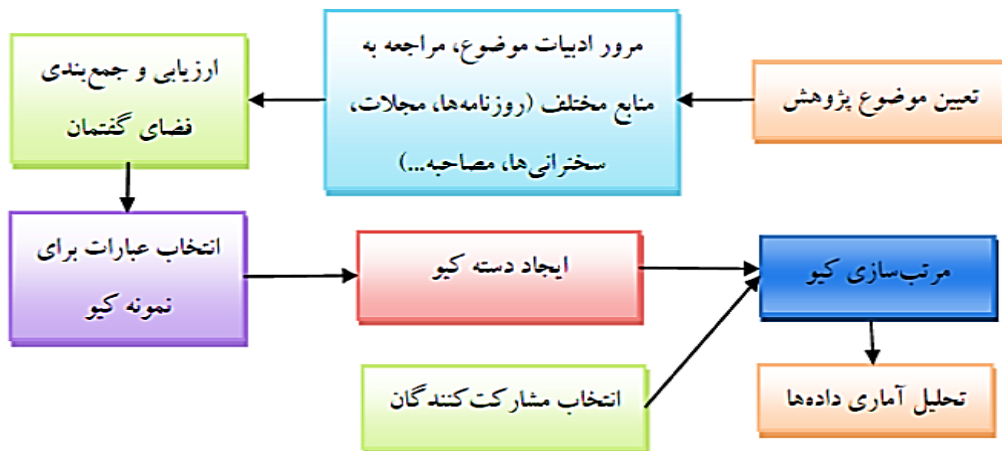 تعیین موضوع پژوهش
مرور ادبیات موضوع، مراجعه به
منابع مختلف (روزنامه‌ها، مجلات،
سخنرانی‌ها، مصاحبه...)
ارزیابی و جمع‌بندی
فضای گفتمان
انتخاب عبارات برای
نمونه کیو
ایجاد دسته کیو
مرتب‌سازی کیو
انتخاب مشارکت‌کنندگان
تحلیل آماری داده‌ها